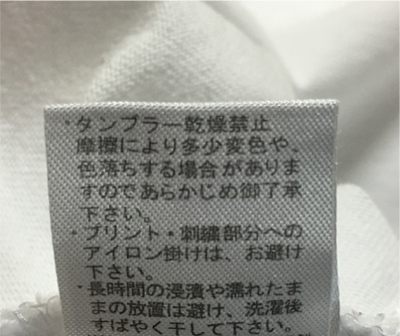 ・タンブラー乾燥禁止
摩擦により多少変色や、
色落ちする場合がありま
すのであらかじめ御了承
下さい。
・プリント・刺繍部分への
アイロン掛けは、お避け
下さい。
・長時間の浸漬や濡れたま
まの放置は避け、洗濯後
すばやく干して下さい。